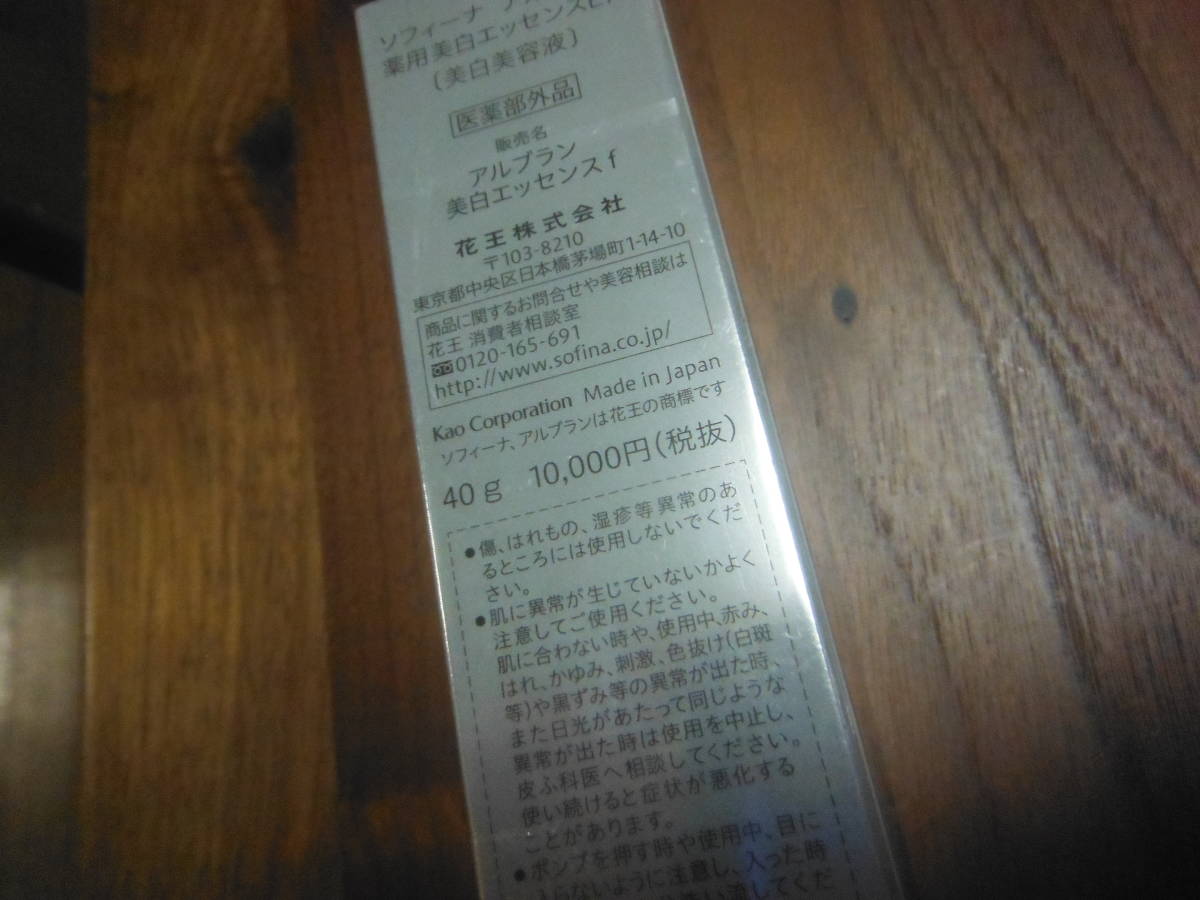 ソフィーナ
薬用美白エッセンス
(美白美容液)
医薬部外品
販売名
アルブラン
美白エッセンスf
花王株式会社
〒103-8210
東京都中央区日本橋茅場町1-14-10
商品に関するお問合せや美容相談は
花王 消費者相談室
0120-165-691
http://www.sofina.co.jp/
Kao Corporation Made in Japan
ソフィーナ、アルブランは花王の商標です
40g 10,000円(税抜)
●傷、はれもの、湿疹等異常のあ
るところには使用しないでくだ
さい。
●肌に異常が生じていないかよく
注意してご使用ください。
肌に合わない時や、使用中、赤み、
はれ、かゆみ、刺激、色抜け(白斑
等)や黒ずみ等の異常が出た時、
また日光があたって同じような
異常が出た時は使用を中止し、
皮ふ科医へ相談してください。
使い続けると症状が悪化する
ことがあります。
●ポンプを押す時や使用中、目に
入らないように注意し、入った時